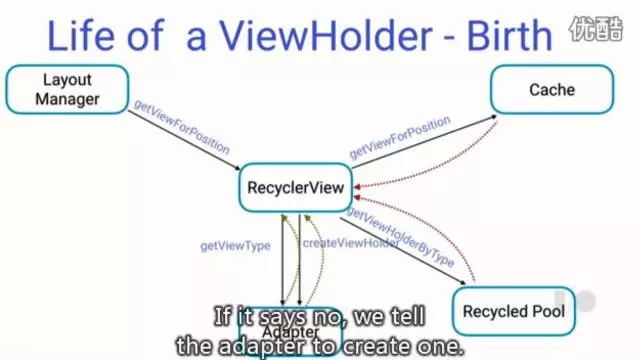 Life of a ViewHolder - Birth
优酷
Layout
Manager
Cache
getViewForPosition
getViewForPosition
RecyclerView
getViewHolderByType
getViewType
createViewHolder
Recycled Pool
Adapter
If it says no, we tell
the adapter to create one.